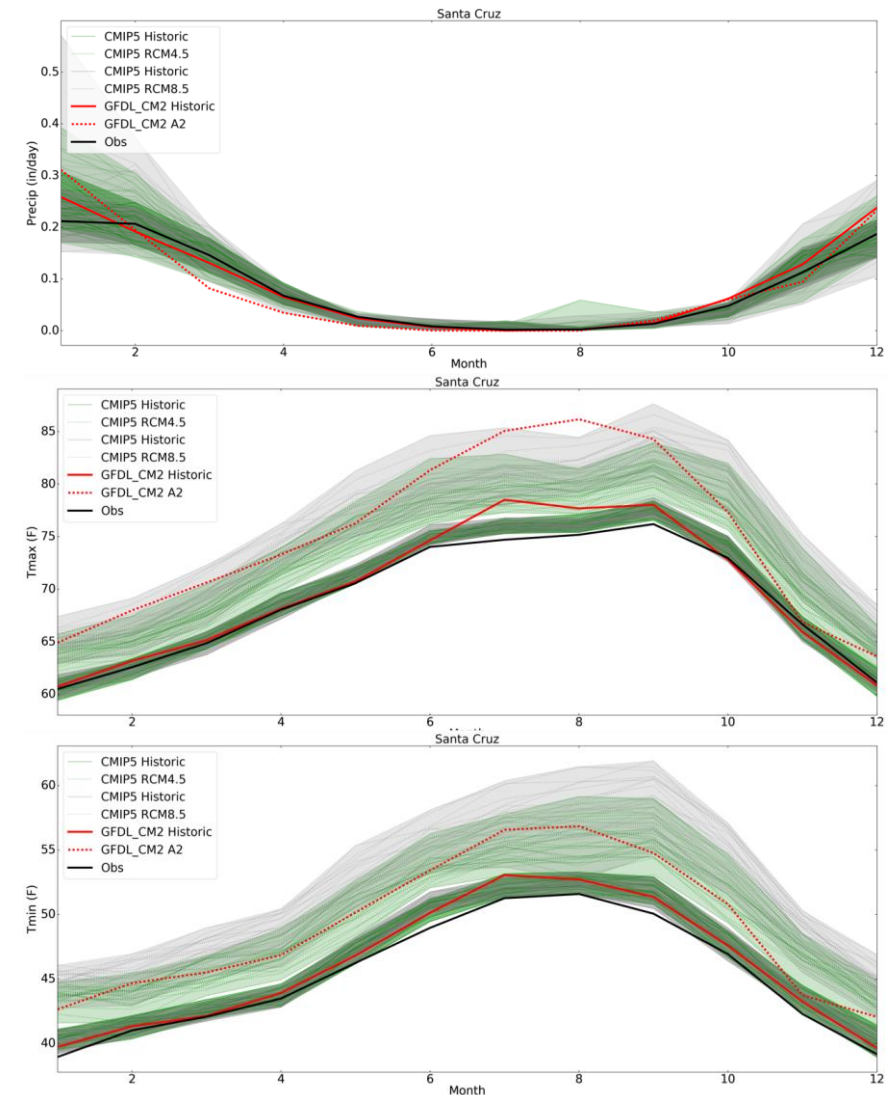 Santa Cruz
CMIP5 Historic
CMIP5 RCM4.5
CMIP5 Historic
CMIP5 RCM8.5
GFDL_CM2 Historic
GFDL_CM2 A2
Obs
Precip (in/day)
0.5
0.4
0.3
0.2
0.1
0.0
2 4 6 8 10 12
Month
Santa Cruz
CMIP5 Historic
CMIP5 RCM4.5
CMIP5 Historic
CMIP5 RCM8.5
GFDL_CM2 Historic
GFDL_CM2 A2
Obs
Tmax (F)
85
80
75
70
65
60
2 4 6 8 10 12
Santa Cruz
CMIP5 Historic
CMIP5 RCM4.5
CMIP5 Historic
CMIP5 RCM8.5
GFDL_CM2 Historic
GFDL_CM2 A2
Obs
Tmin (F)
60
55
50
45
40
2 4 6 8 10 12
Month